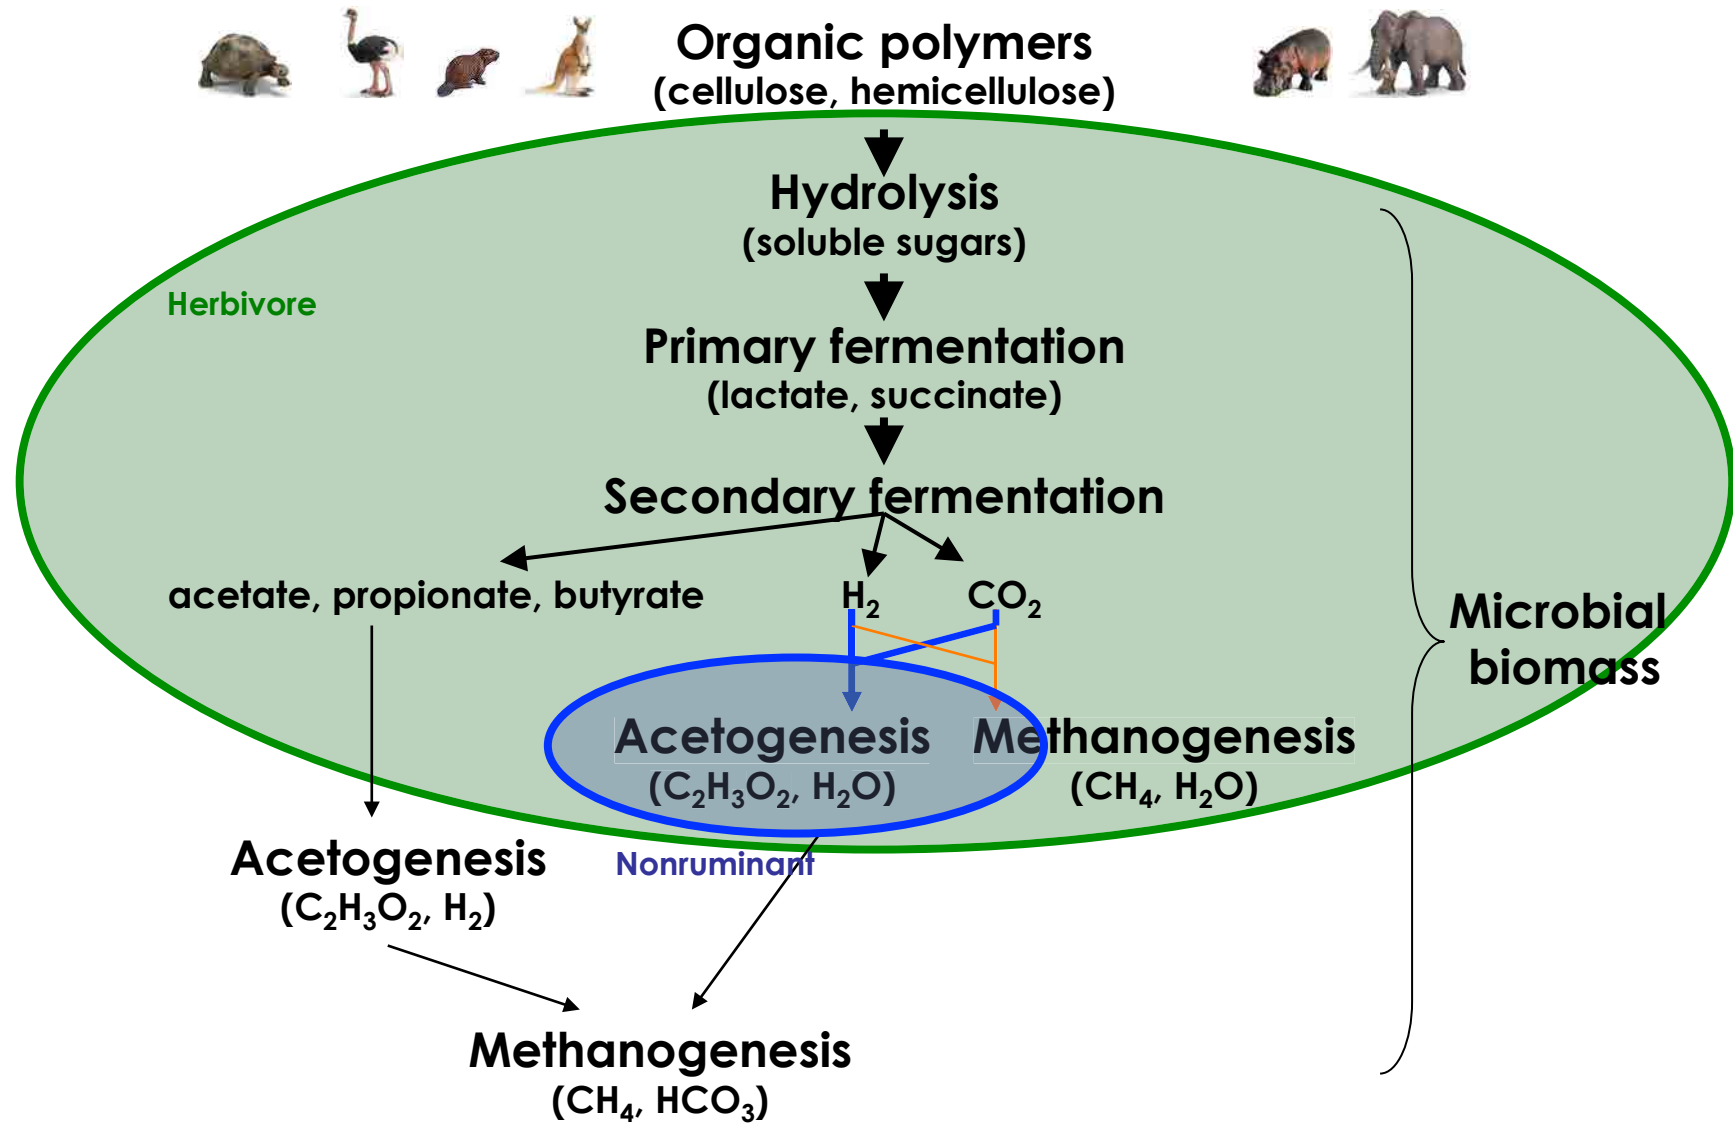 Organic polymers
(cellulose, hemicellulose)
Hydrolysis
(soluble sugars)
Herbivore
Primary fermentation
(lactate, succinate)
Secondary fermentation
acetate, propionate, butyrate
H₂
CO₂
Microbial
biomass
Acetogenesis
(C₂H₃O₂, H₂O)
Methanogenesis
(CH₄, H₂O)
Nonruminant
Acetogenesis
(C₂H₃O₂, H₂)
Methanogenesis
(CH₄, HCO₃)